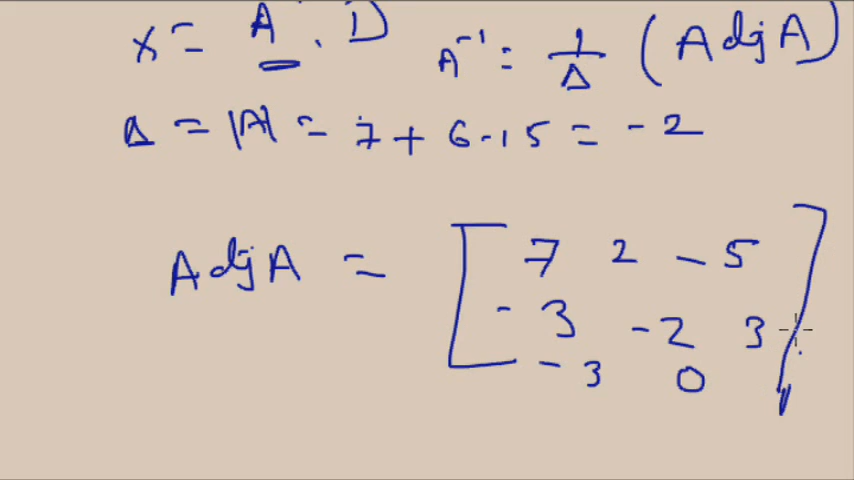 x = A . D
A⁻¹ = 1/Δ (AdjA)
Δ = |A| = 7 + 6 - 15 = -2
AdjA = [ 7 2 -5
-3 -2 3
-3 0 ]